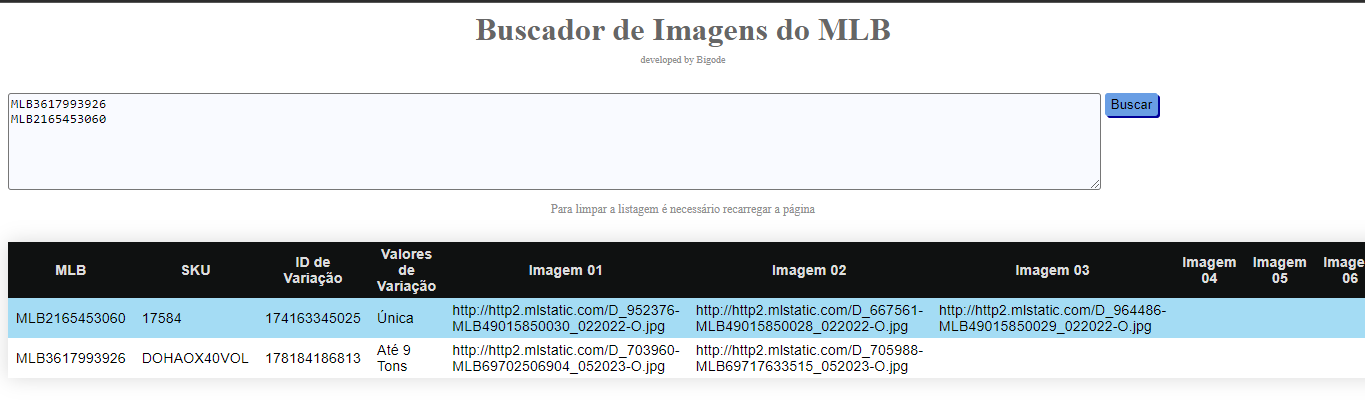 Buscador de Imagens do MLB
developed by Bigode
MLB3617993926
MLB2165453060
Buscar
Para limpar a listagem é necessário recarregar a página
MLB SKU ID de Variação Valores de Variação Imagem 01 Imagem 02 Imagem 03 Imagem 04 Imagem 05 Image 06
MLB2165453060 17584 174163345025 Única http://http2.mlstatic.com/D_952376-MLB49015850030_022022-O.jpg http://http2.mlstatic.com/D_667561-MLB49015850028_022022-O.jpg http://http2.mlstatic.com/D_964486-MLB49015850029_022022-O.jpg
MLB3617993926 DOHAOX40VOL 178184186813 Até 9 Tons http://http2.mlstatic.com/D_703960-MLB69702506904_052023-O.jpg http://http2.mlstatic.com/D_705988-MLB69717633515_052023-O.jpg